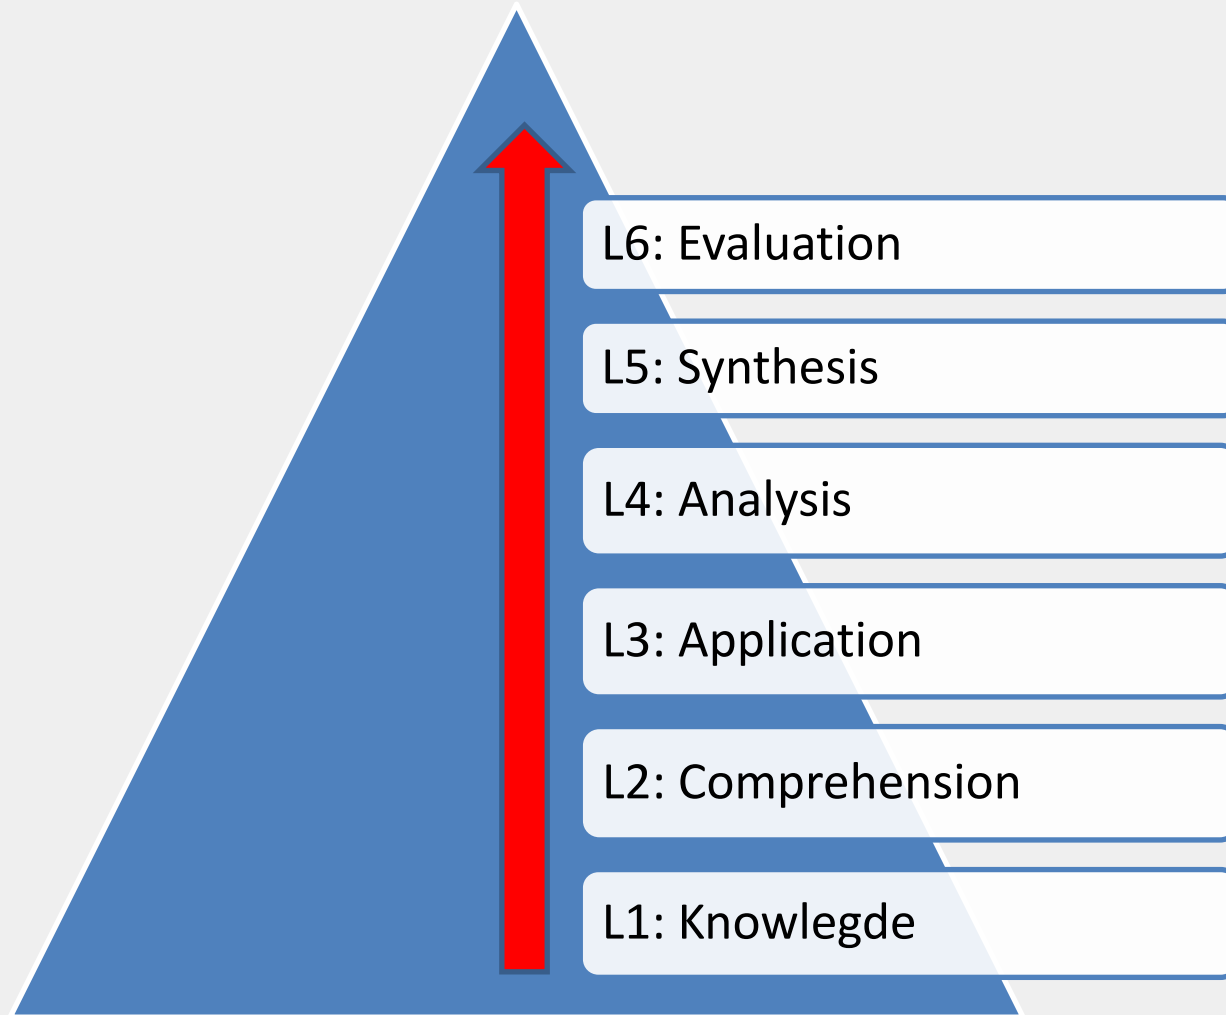 L6: Evaluation
L5: Synthesis
L4: Analysis
L3: Application
L2: Comprehension
L1: Knowlegde